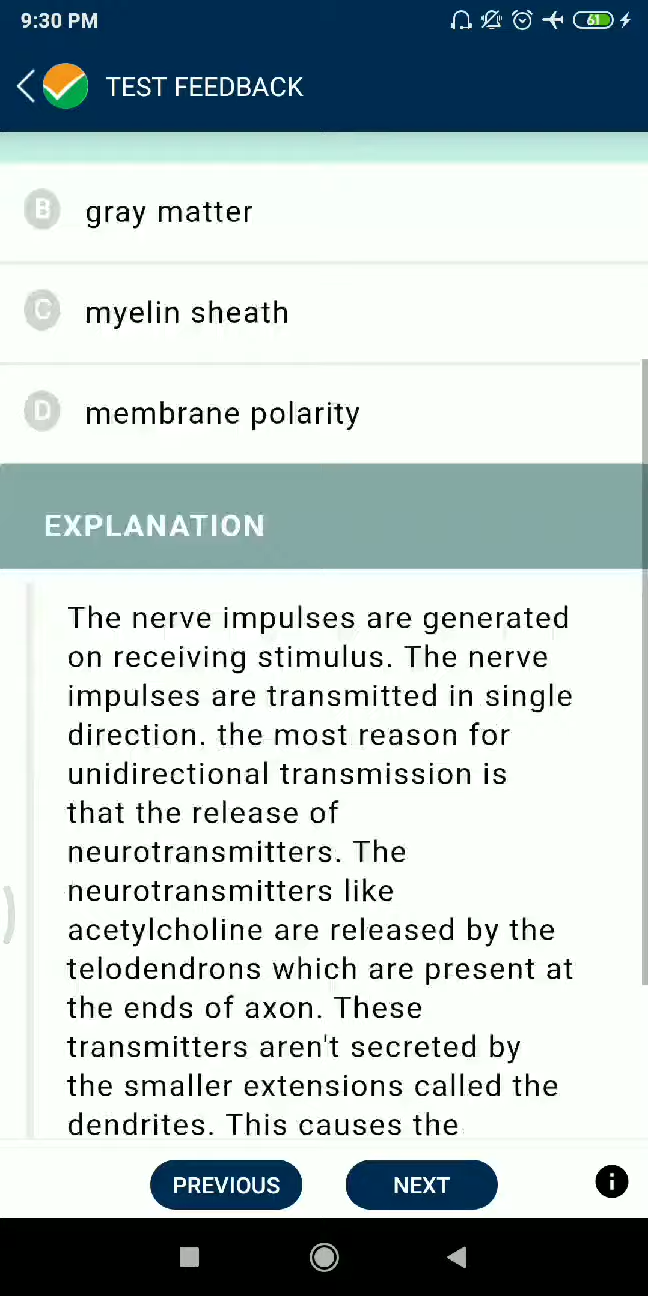 9:30 PM
61
TEST FEEDBACK
B gray matter
C myelin sheath
D membrane polarity
EXPLANATION
The nerve impulses are generated
on receiving stimulus. The nerve
impulses are transmitted in single
direction. the most reason for
unidirectional transmission is
that the release of
neurotransmitters. The
neurotransmitters like
acetylcholine are released by the
telodendrons which are present at
the ends of axon. These
transmitters aren't secreted by
the smaller extensions called the
dendrites. This causes the
PREVIOUS NEXT